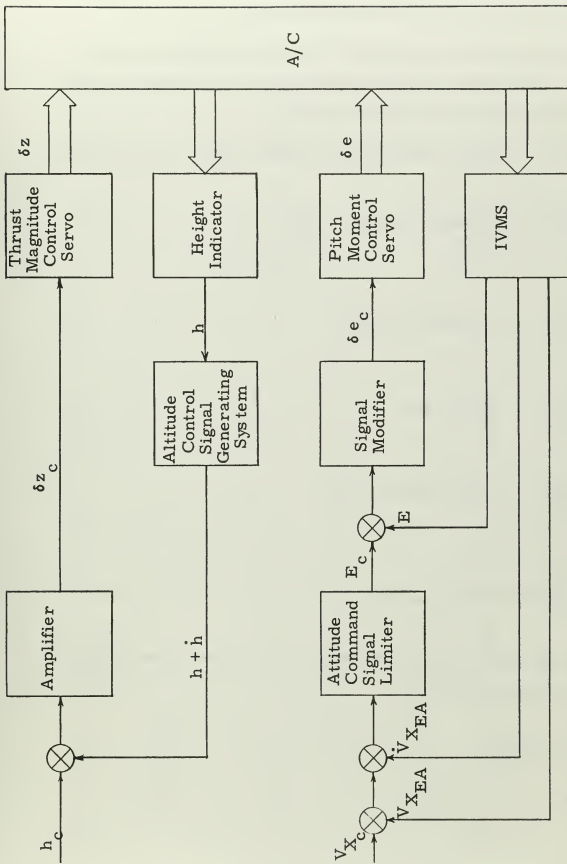 A/C
δz
Thrust
Magnitude
Control
Servo
δz_c
Amplifier
h_c
Height
Indicator
h
Altitude
Control
Signal
Generating
System
h + ḣ
δe
Pitch
Moment
Control
Servo
δe_c
Signal
Modifier
E_c
E
Attitude
Command
Signal
Limiter
V_X_c
V̇_X_EA
V_X_EA
IVMS